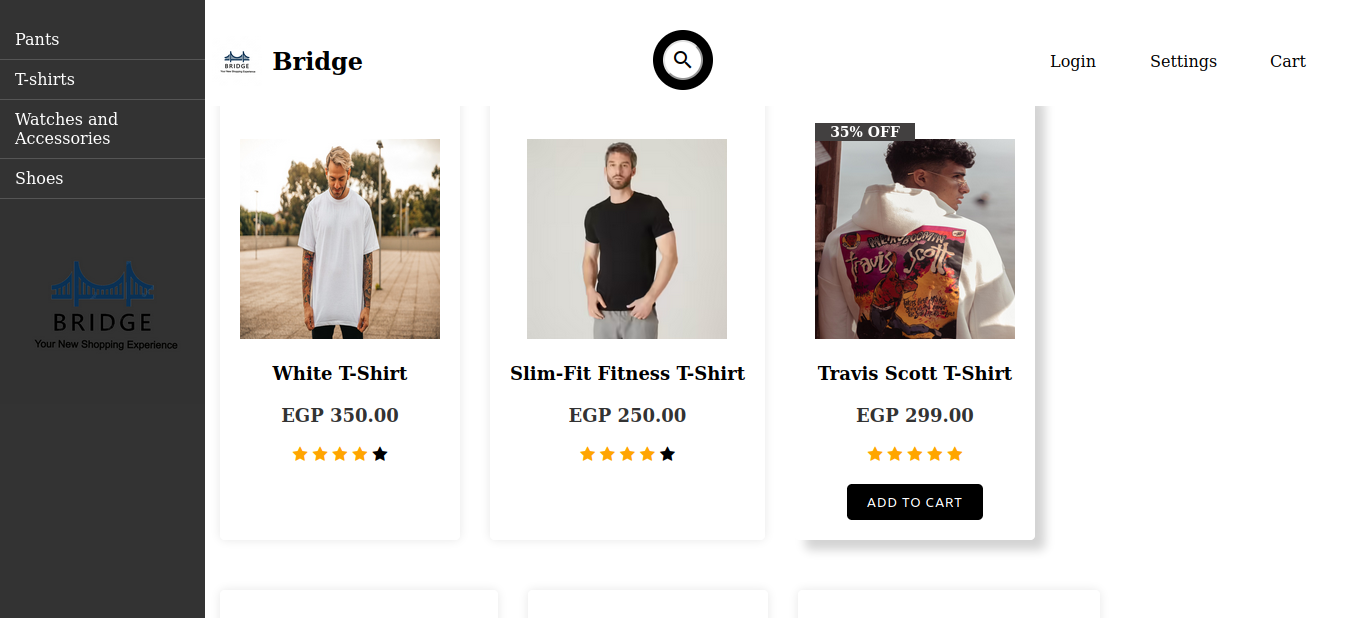 Pants
T-shirts
Watches and
Accessories
Shoes
BRIDGE
Your New Shopping Experience
BRIDGE
Your New Shopping Experience
Bridge
Login
Settings
Cart
White T-Shirt
EGP 350.00
Slim-Fit Fitness T-Shirt
EGP 250.00
35% OFF
travis scott
Travis Scott T-Shirt
EGP 299.00
ADD TO CART